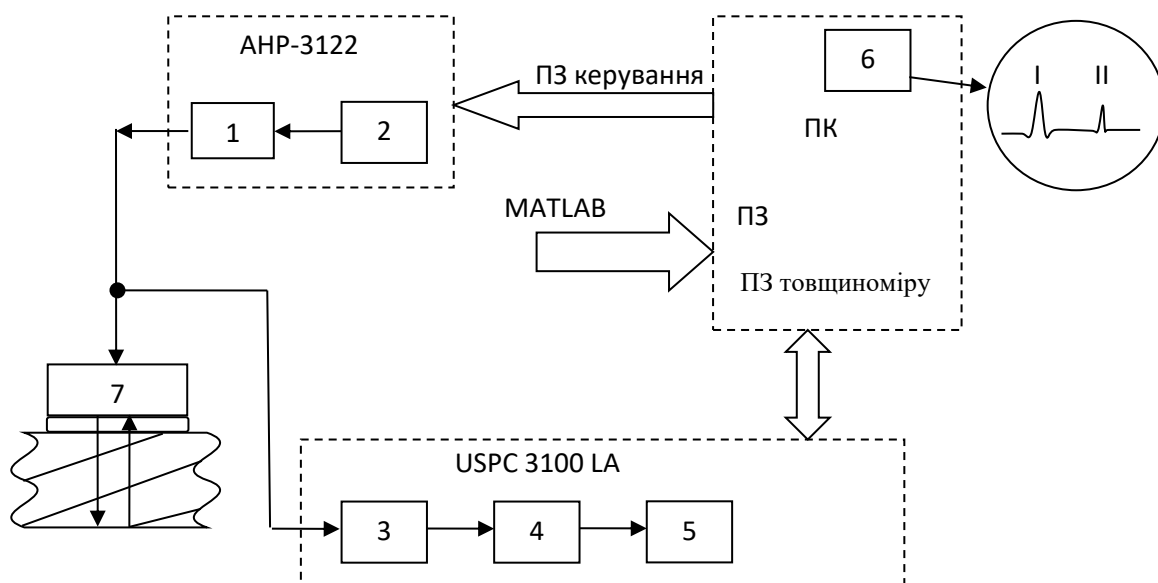 АНР-3122
1
2
ПЗ керування
6
ПК
I
II
MATLAB
ПЗ
ПЗ товщиноміру
7
USPC 3100 LA
3
4
5